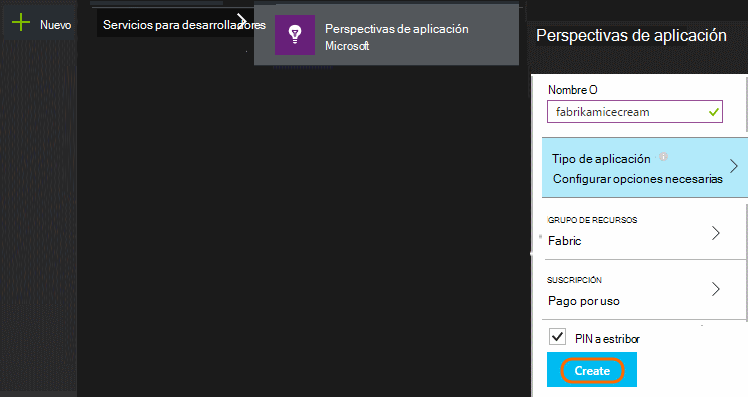 Nuevo
Servicios para desarrolladores
Perspectivas de aplicación
Microsoft
Perspectivas de aplicación
Nombre O
fabrikamicecream
Tipo de aplicación
Configurar opciones necesarias
GRUPO DE RECURSOS
Fabric
SUSCRIPCIÓN
Pago por uso
PIN a estribor
Create